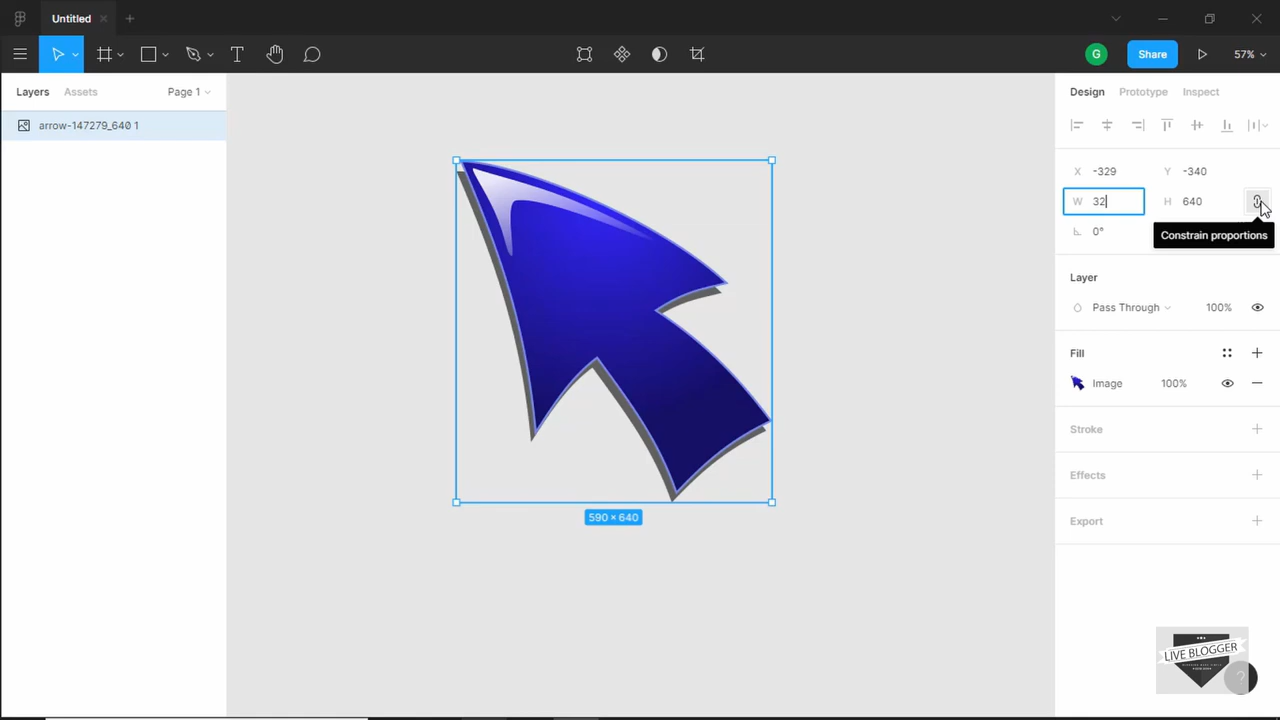 Untitled
Share
57%
Layers
Assets
Page 1
Design
Prototype
Inspect
arrow-147279_640 1
X -329
Y -340
W 32
H 640
0°
Constrain proportions
Layer
Pass Through
100%
Fill
Image
100%
Stroke
Effects
Export
590 × 640
G
LIVE BLOGGER
?